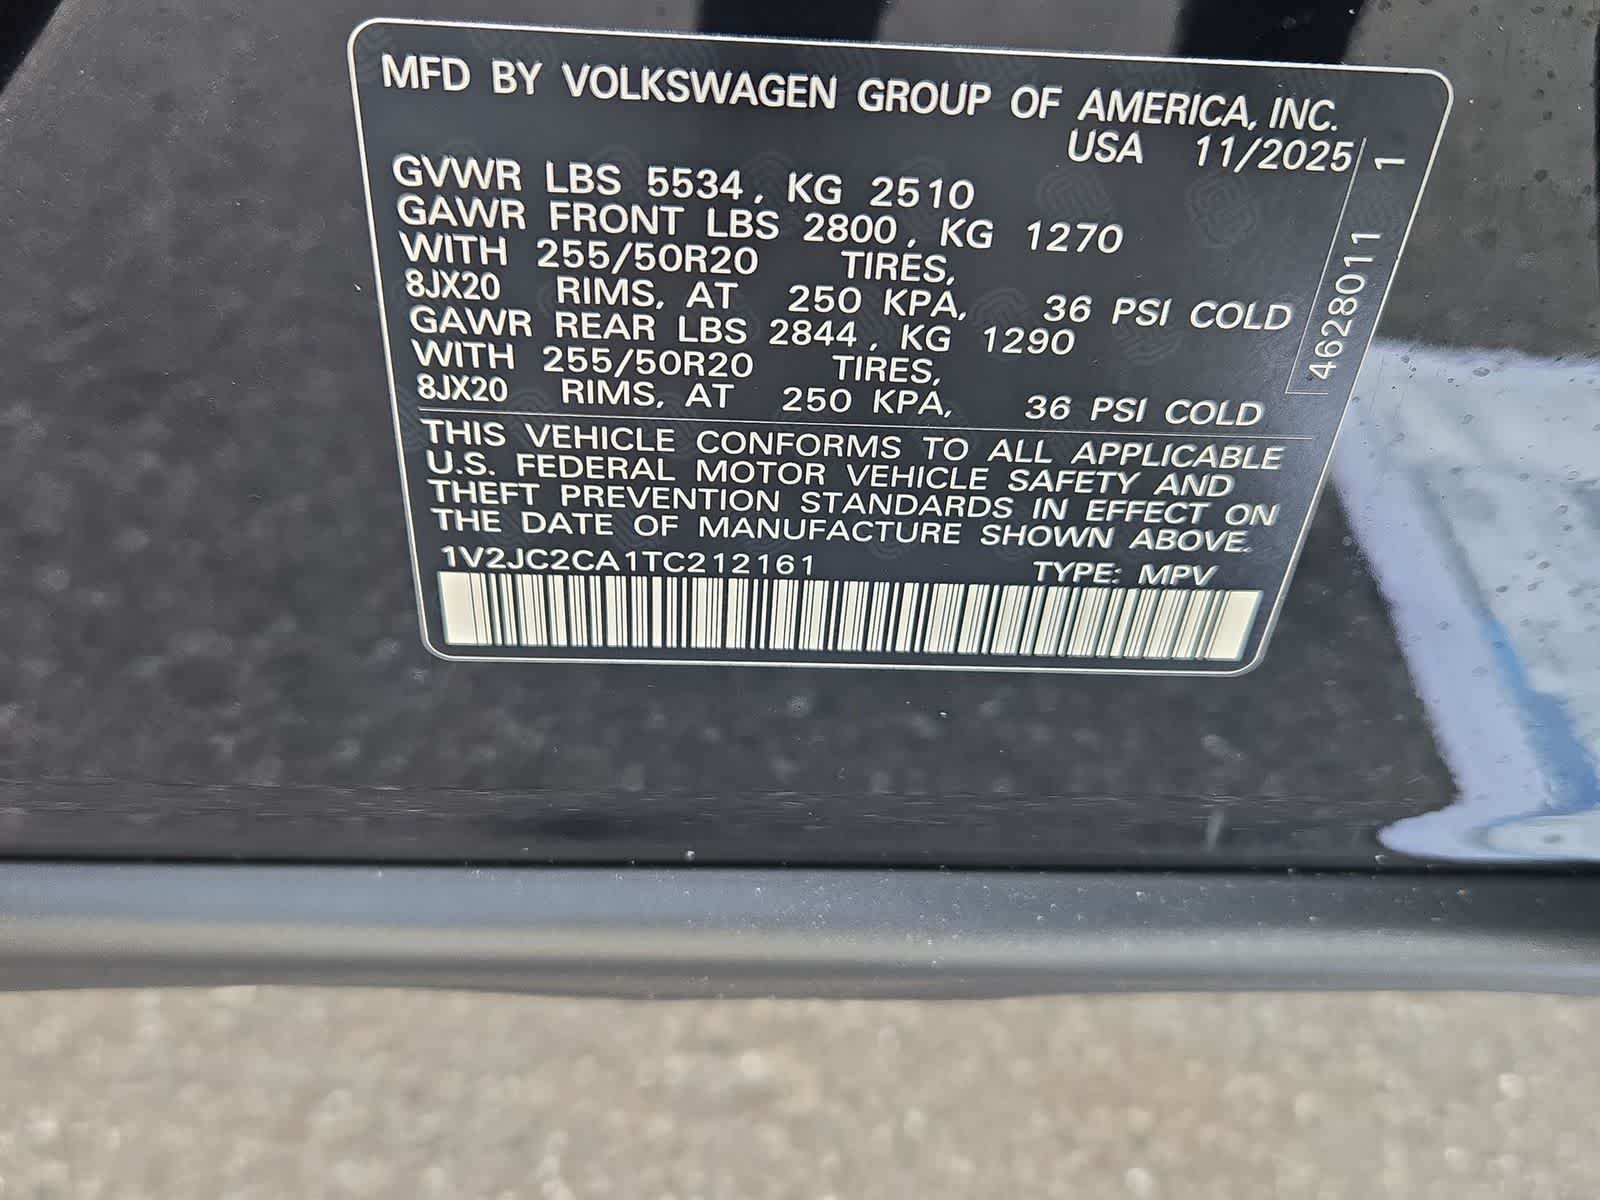 MFD BY VOLKSWAGEN GROUP OF AMERICA, INC.
USA 11/2025
GVWR LBS 5534, KG 2510
GAWR FRONT LBS 2800, KG 1270
WITH 255/50R20 TIRES,
8JX20 RIMS, AT 250 KPA, 36 PSI COLD
GAWR REAR LBS 2844, KG 1290
WITH 255/50R20 TIRES,
8JX20 RIMS, AT 250 KPA, 36 PSI COLD
THIS VEHICLE CONFORMS TO ALL APPLICABLE
U.S. FEDERAL MOTOR VEHICLE SAFETY AND
THEFT PREVENTION STANDARDS IN EFFECT ON
THE DATE OF MANUFACTURE SHOWN ABOVE.
1V2JC2CA1TC212161 TYPE: MPV
4628011 1